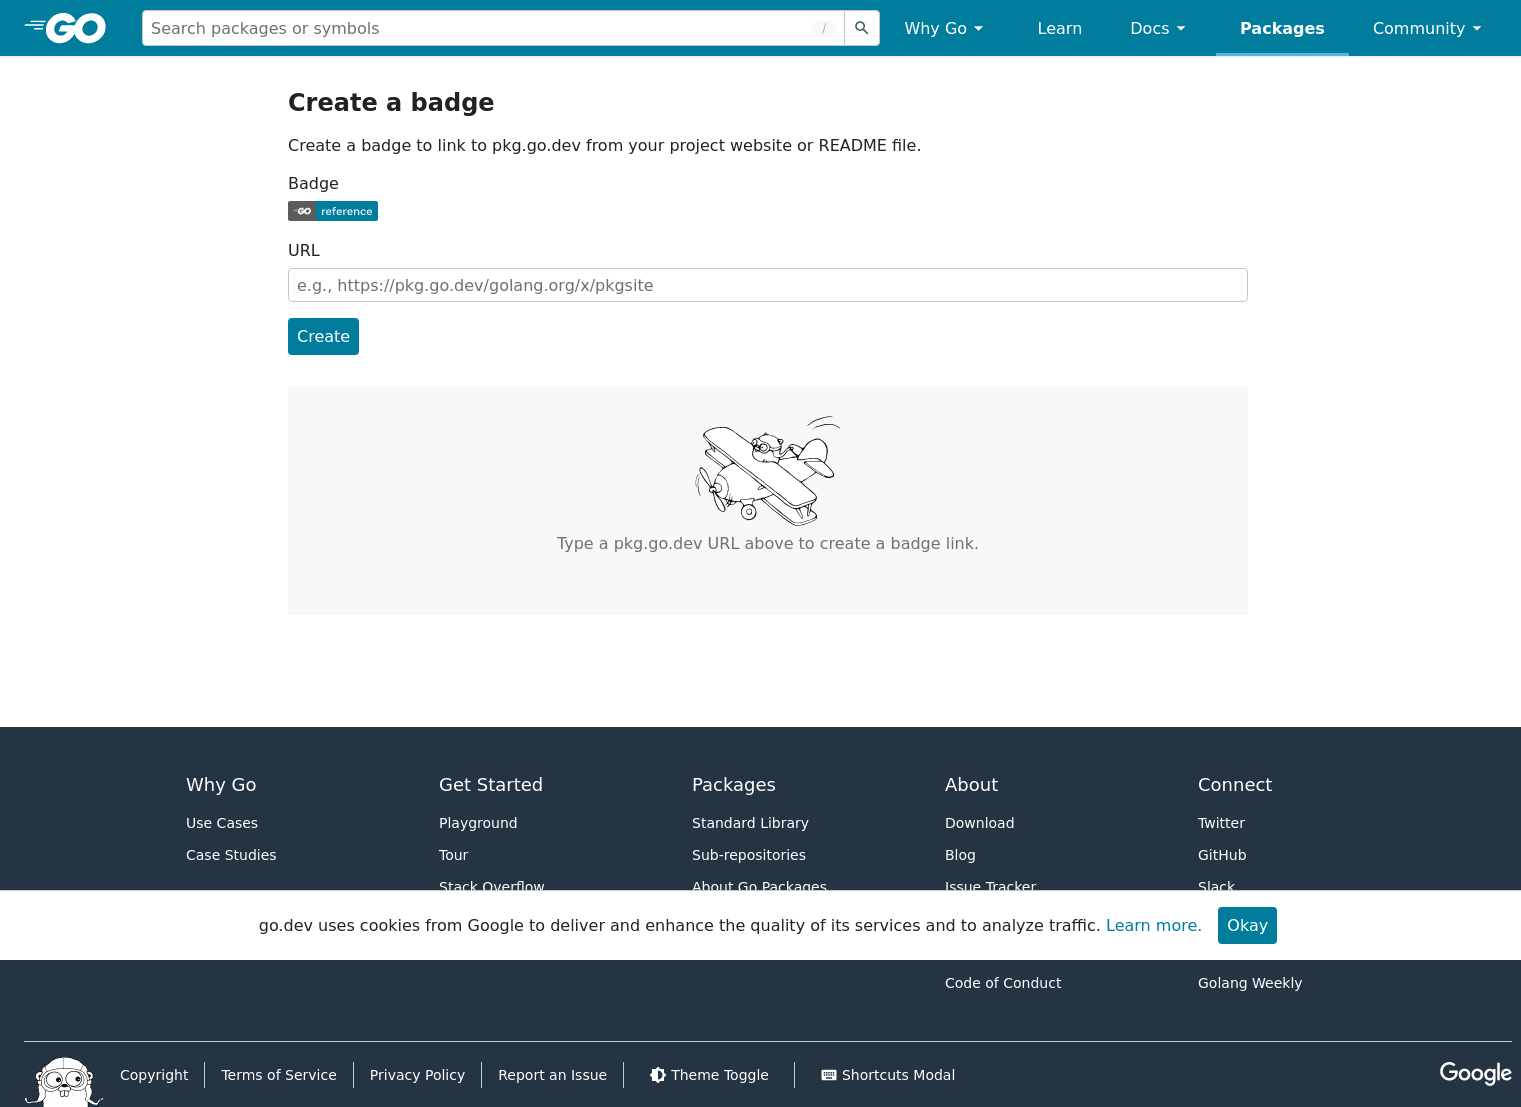 GO
Search packages or symbols
/
Why Go
Learn
Docs
Packages
Community
Create a badge
Create a badge to link to pkg.go.dev from your project website or README file.
Badge
GO reference
URL
e.g., https://pkg.go.dev/golang.org/x/pkgsite
Create
Type a pkg.go.dev URL above to create a badge link.
Why Go
Use Cases
Case Studies
Get Started
Playground
Tour
Stack Overflow
Packages
Standard Library
Sub-repositories
About Go Packages
About
Download
Blog
Issue Tracker
Connect
Twitter
GitHub
Slack
go.dev uses cookies from Google to deliver and enhance the quality of its services and to analyze traffic. Learn more.
Okay
Code of Conduct
Golang Weekly
Copyright
Terms of Service
Privacy Policy
Report an Issue
Theme Toggle
Shortcuts Modal
Google